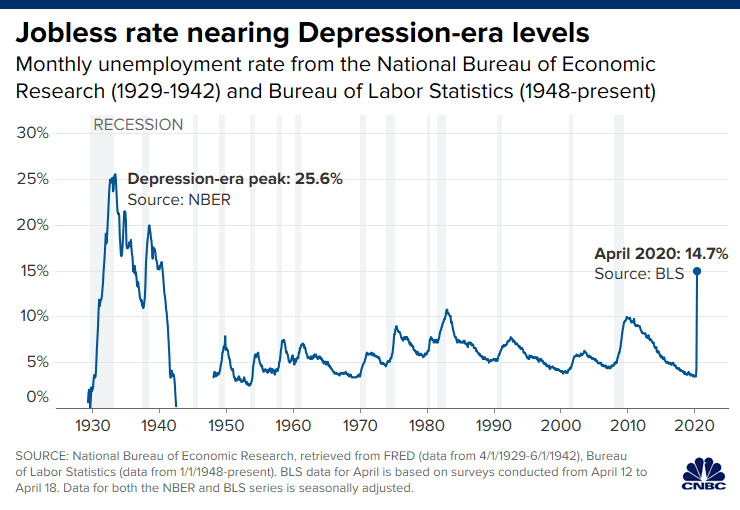 Jobless rate nearing Depression-era levels
Monthly unemployment rate from the National Bureau of Economic
Research (1929-1942) and Bureau of Labor Statistics (1948-present)
30%
RECESSION
25%
Depression-era peak: 25.6%
Source: NBER
20%
April 2020: 14.7%
Source: BLS
15%
10%
5%
0%
1930 1940 1950 1960 1970 1980 1990 2000 2010 2020
SOURCE: National Bureau of Economic Research, retrieved from FRED (data from 4/1/1929-6/1/1942), Bureau
of Labor Statistics (data from 1/1/1948-present). BLS data for April is based on surveys conducted from April 12 to
April 18. Data for both the NBER and BLS series is seasonally adjusted.
CNBC